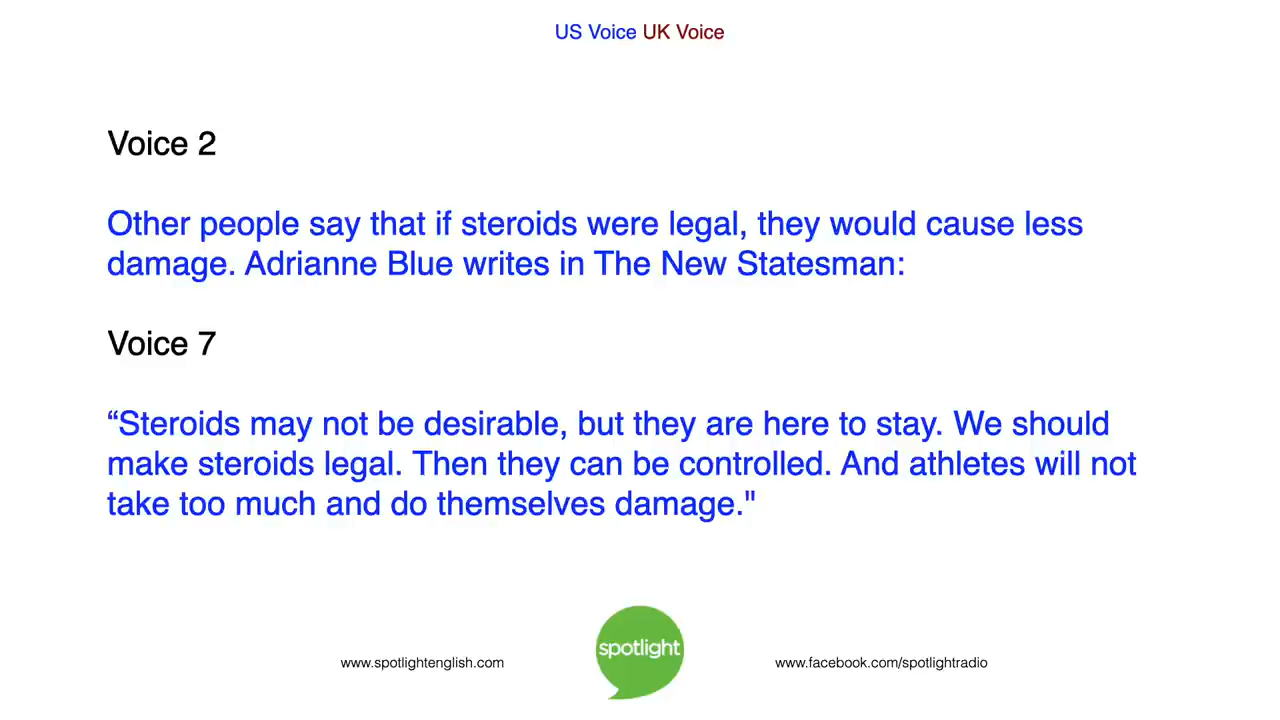 US Voice UK Voice
Voice 2
Other people say that if steroids were legal, they would cause less
damage. Adrianne Blue writes in The New Statesman:
Voice 7
“Steroids may not be desirable, but they are here to stay. We should
make steroids legal. Then they can be controlled. And athletes will not
take too much and do themselves damage."
spotlight
www.spotlightenglish.com
www.facebook.com/spotlightradio